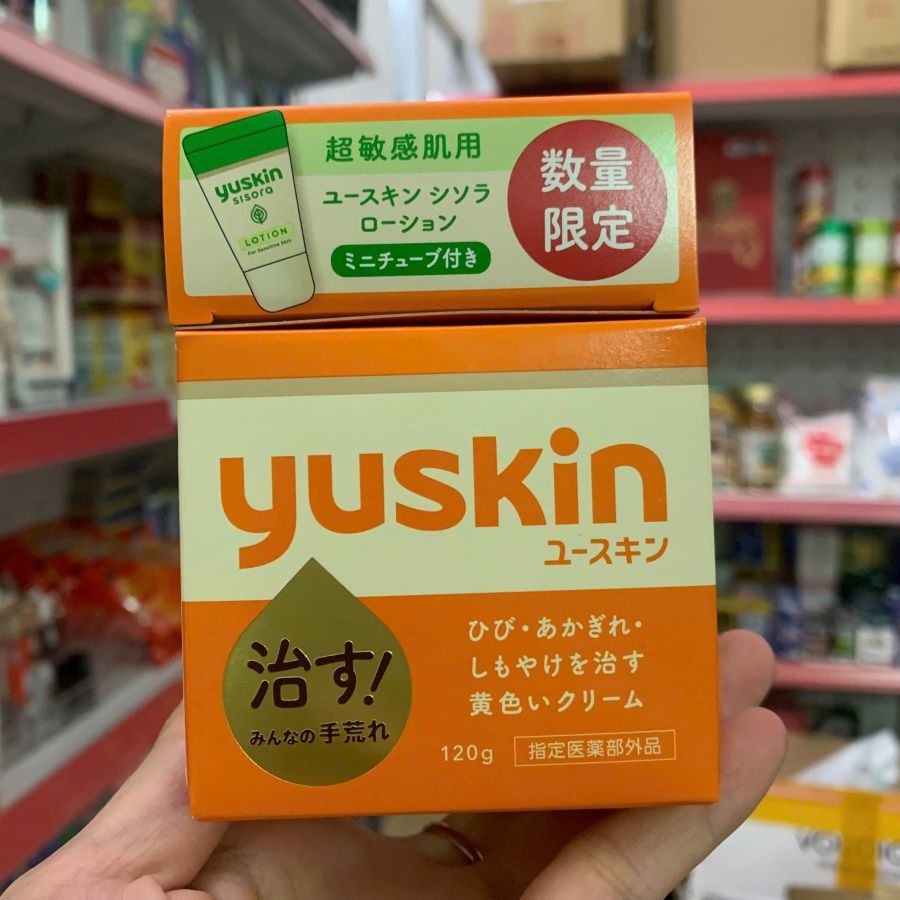 yuskin
sisora
LOTION
For Sensitive Skin
超敏感肌用
ユースキン シソラ
ローション
ミニチューブ付き
数量
限定
yuskin
ユースキン
治す!
みんなの手荒れ
ひび・あかぎれ・
しもやけを治す
黄色いクリーム
120g
指定医薬部外品